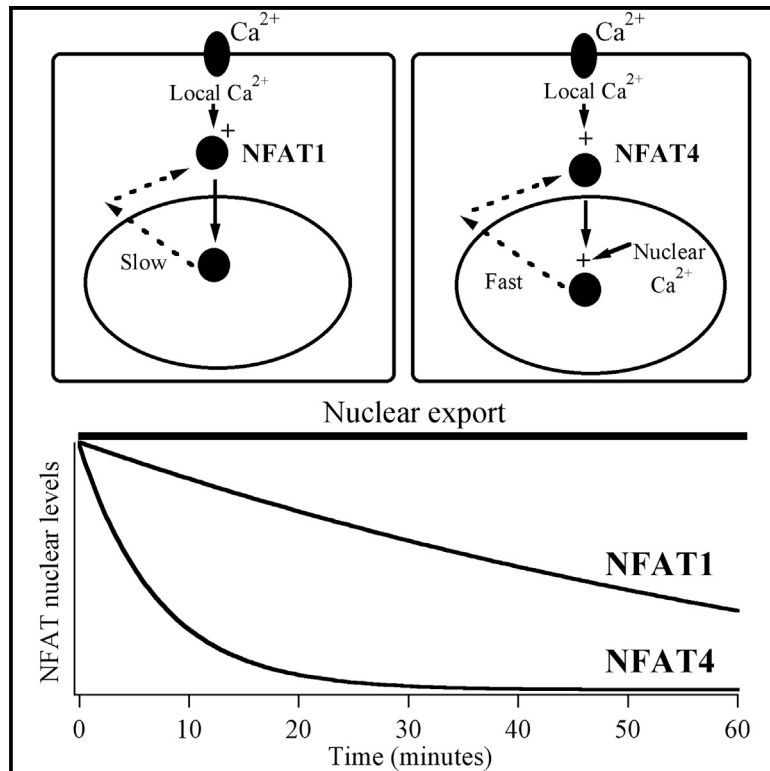 Ca²⁺
Local Ca²⁺
+
NFAT1
Slow
Ca²⁺
Local Ca²⁺
+
NFAT4
+
Nuclear
Ca²⁺
Fast
Nuclear export
NFAT nuclear levels
NFAT1
NFAT4
0 10 20 30 40 50 60
Time (minutes)